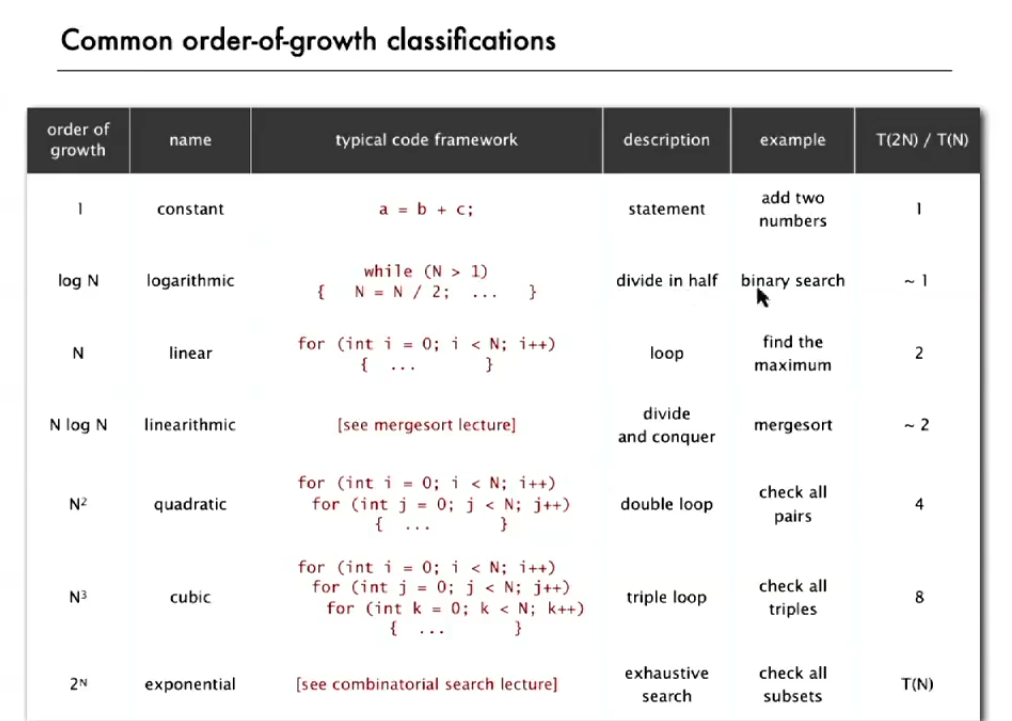 Common order-of-growth classifications
order of
growth
name
typical code framework
description
example
T(2N) / T(N)
1
constant
a = b + c;
statement
add two
numbers
1
log N
logarithmic
while (N > 1)
{ N = N / 2; ... }
divide in half
binary search
~ 1
N
linear
for (int i = 0; i < N; i++)
{ ... }
loop
find the
maximum
2
N log N
linearithmic
[see mergesort lecture]
divide
and conquer
mergesort
~ 2
N²
quadratic
for (int i = 0; i < N; i++)
for (int j = 0; j < N; j++)
{ ... }
double loop
check all
pairs
4
N³
cubic
for (int i = 0; i < N; i++)
for (int j = 0; j < N; j++)
for (int k = 0; k < N; k++)
{ ... }
triple loop
check all
triples
8
2ᴺ
exponential
[see combinatorial search lecture]
exhaustive
search
check all
subsets
T(N)